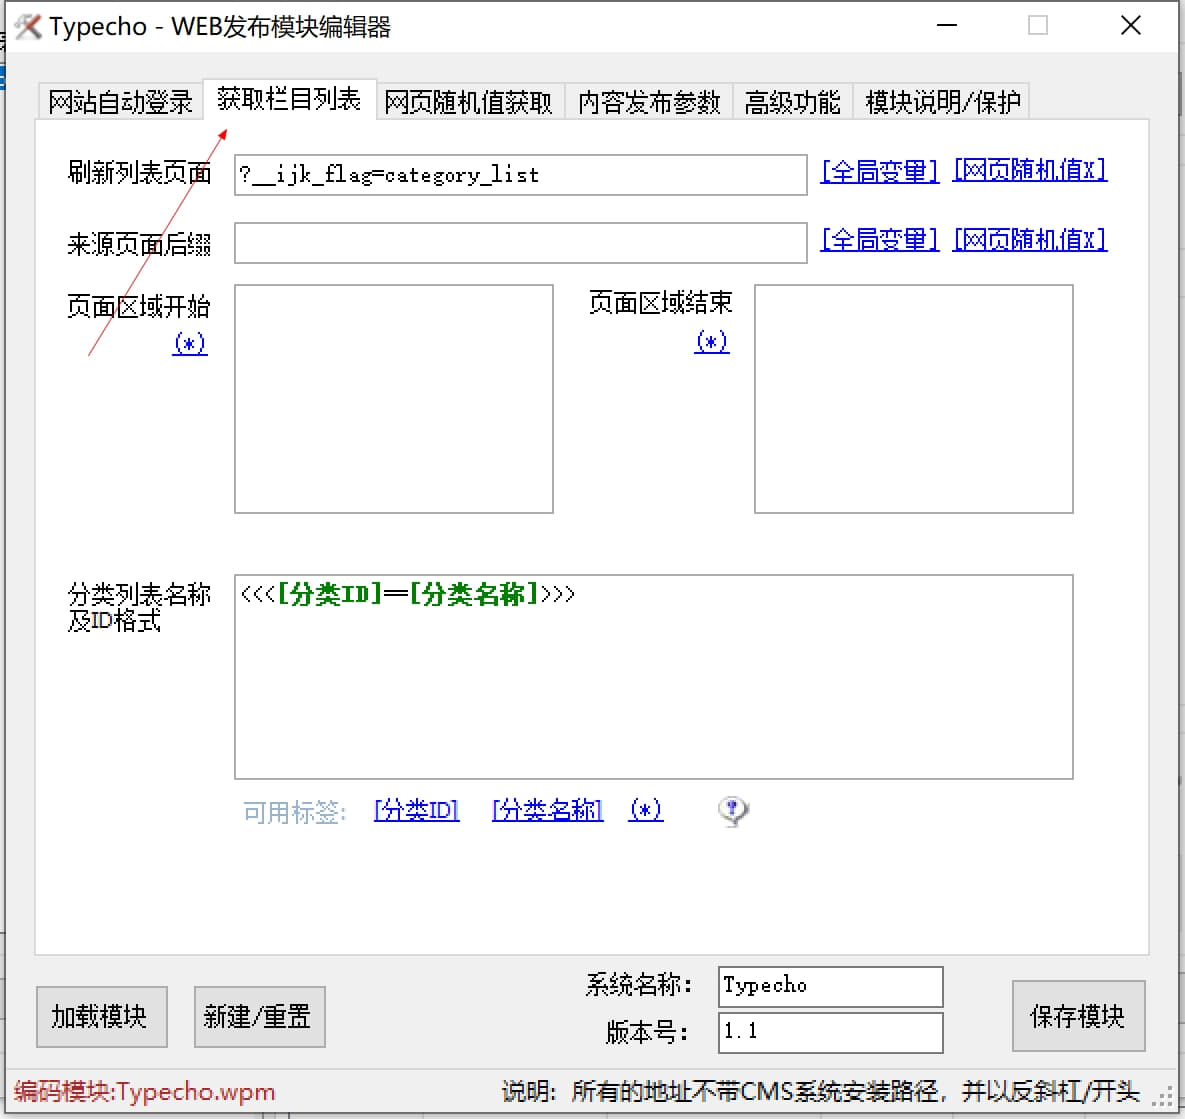 Typecho - WEB发布模块编辑器
网站自动登录 获取栏目列表 网页随机值获取 内容发布参数 高级功能 模块说明/保护
刷新列表页面 ?__ijk_flag=category_list [全局变量] [网页随机值X]
来源页面后缀 [全局变量] [网页随机值X]
页面区域开始 页面区域结束
(*) (*)
分类列表名称 <<<[分类ID]==[分类名称]>>>
及ID格式
可用标签: [分类ID] [分类名称] (*)
系统名称: Typecho
加载模块 新建/重置 保存模块
版本号: 1.1
编码模块:Typecho.wpm 说明: 所有的地址不带CMS系统安装路径，并以反斜杠/开头